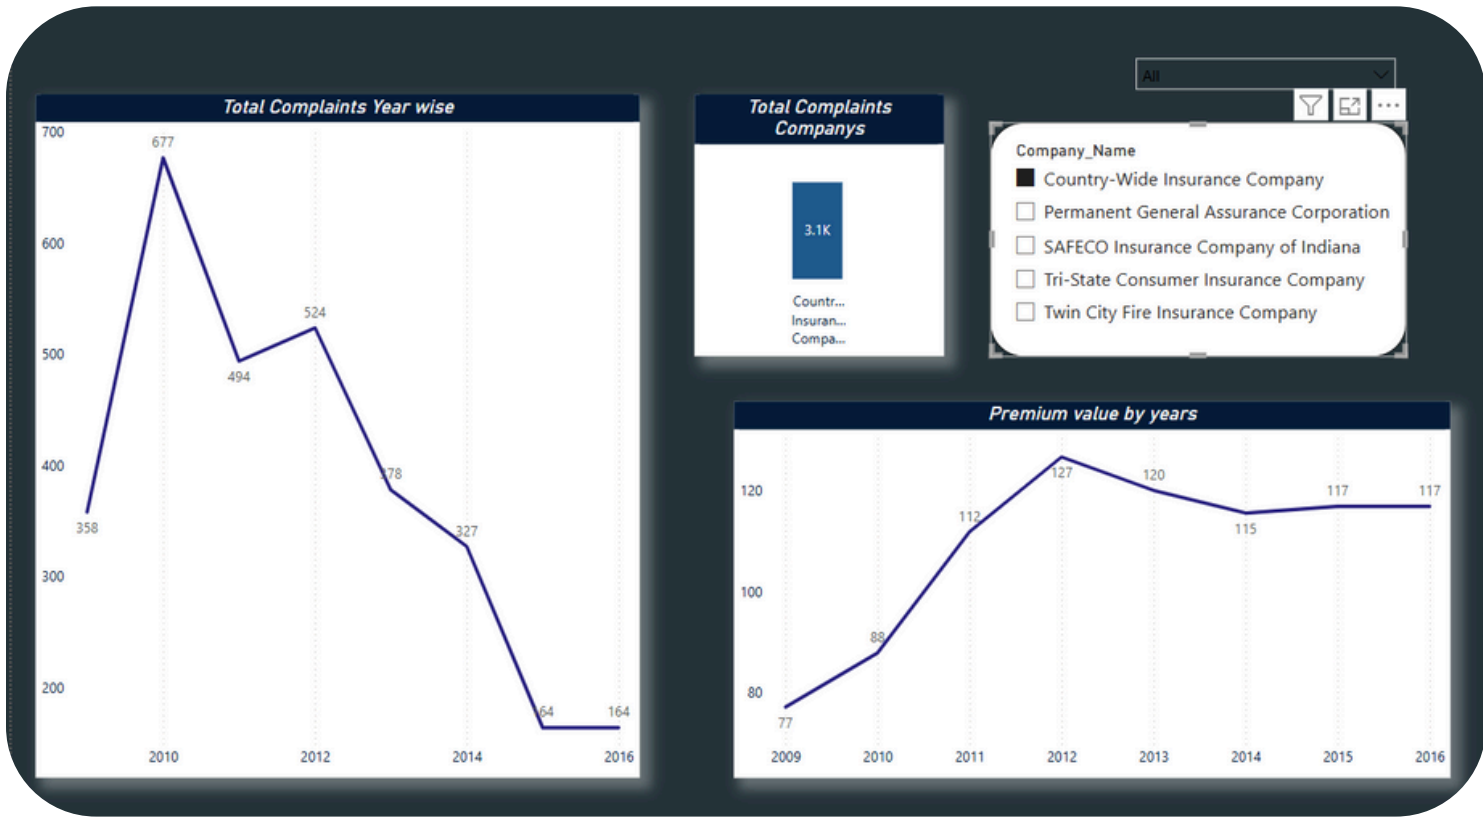 All
Total Complaints Year wise
700
677
600
524
500
494
400
378
358
327
300
200
164
164
2010
2012
2014
2016
Total Complaints
Companys
3.1K
Countr...
Insuran...
Compa...
Company_Name
Country-Wide Insurance Company
Permanent General Assurance Corporation
SAFECO Insurance Company of Indiana
Tri-State Consumer Insurance Company
Twin City Fire Insurance Company
Premium value by years
127
120
120
117
117
112
115
100
88
80
77
2009
2010
2011
2012
2013
2014
2015
2016